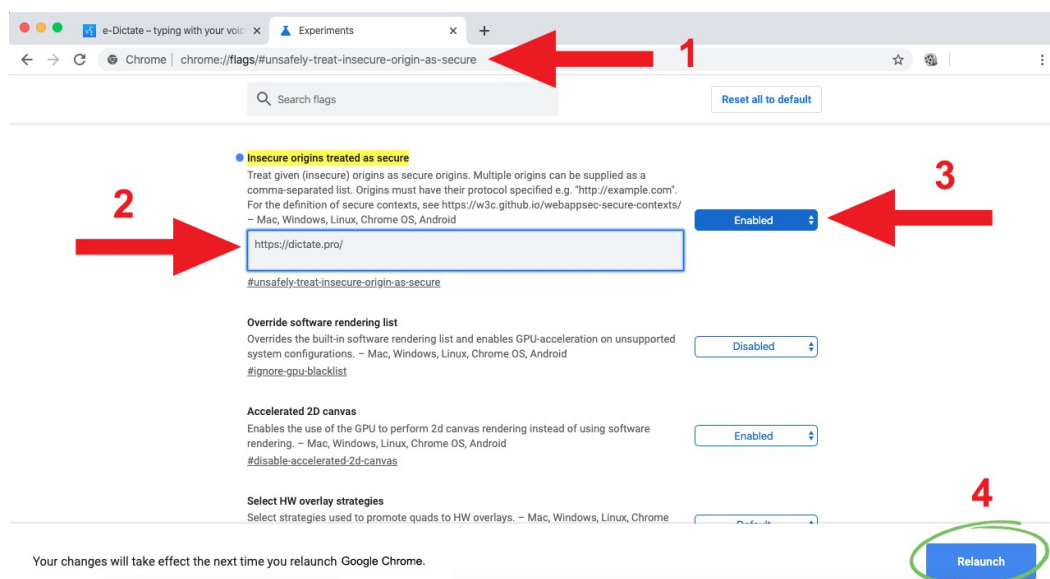 e-Dictate – typing with your voic
Experiments
1
Chrome | chrome://flags/#unsafely-treat-insecure-origin-as-secure
Search flags
Reset all to default
Insecure origins treated as secure
Treat given (insecure) origins as secure origins. Multiple origins can be supplied as a
comma-separated list. Origins must have their protocol specified e.g. "http://example.com".
For the definition of secure contexts, see https://w3c.github.io/webappsec-secure-contexts/
– Mac, Windows, Linux, Chrome OS, Android
3
Enabled
2
https://dictate.pro/
#unsafely-treat-insecure-origin-as-secure
Override software rendering list
Overrides the built-in software rendering list and enables GPU-acceleration on unsupported
system configurations. – Mac, Windows, Linux, Chrome OS, Android
Disabled
#ignore-gpu-blacklist
Accelerated 2D canvas
Enables the use of the GPU to perform 2d canvas rendering instead of using software
rendering. – Mac, Windows, Linux, Chrome OS, Android
Enabled
#disable-accelerated-2d-canvas
Select HW overlay strategies
Select strategies used to promote quads to HW overlays. – Mac, Windows, Linux, Chrome
Default
4
Your changes will take effect the next time you relaunch Google Chrome.
Relaunch